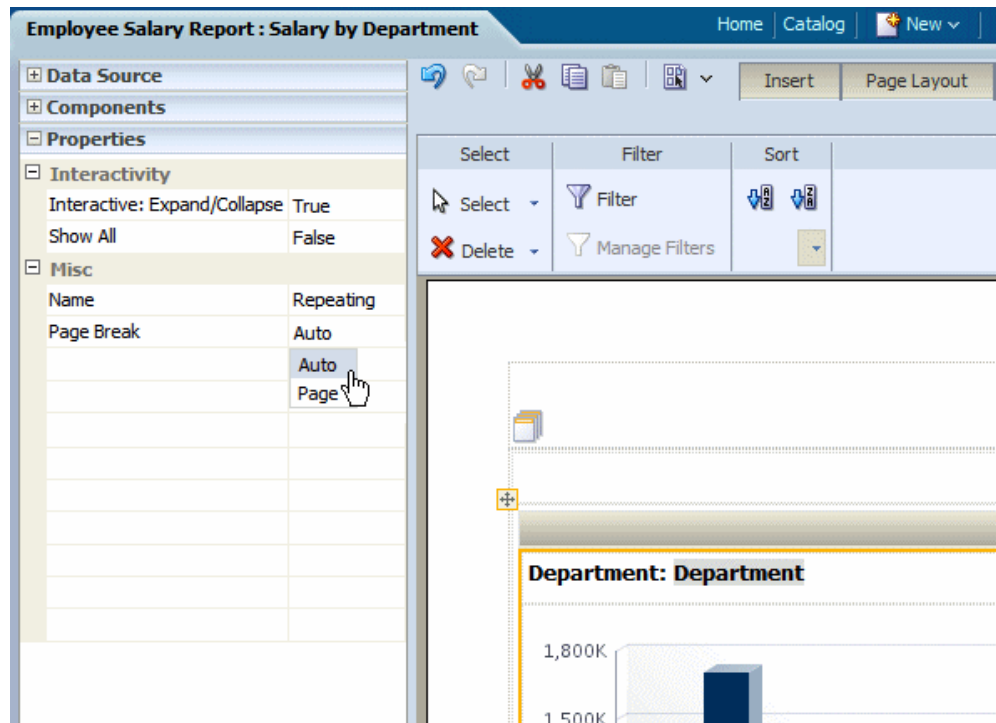 Employee Salary Report : Salary by Department
Home Catalog New
Data Source
Components
Properties
Interactivity
Interactive: Expand/Collapse True
Show All False
Misc
Name Repeating
Page Break Auto
Auto
Page
Insert Page Layout
Select Filter Sort
Select Filter
Delete Manage Filters
Department: Department
1,800K
1,500K